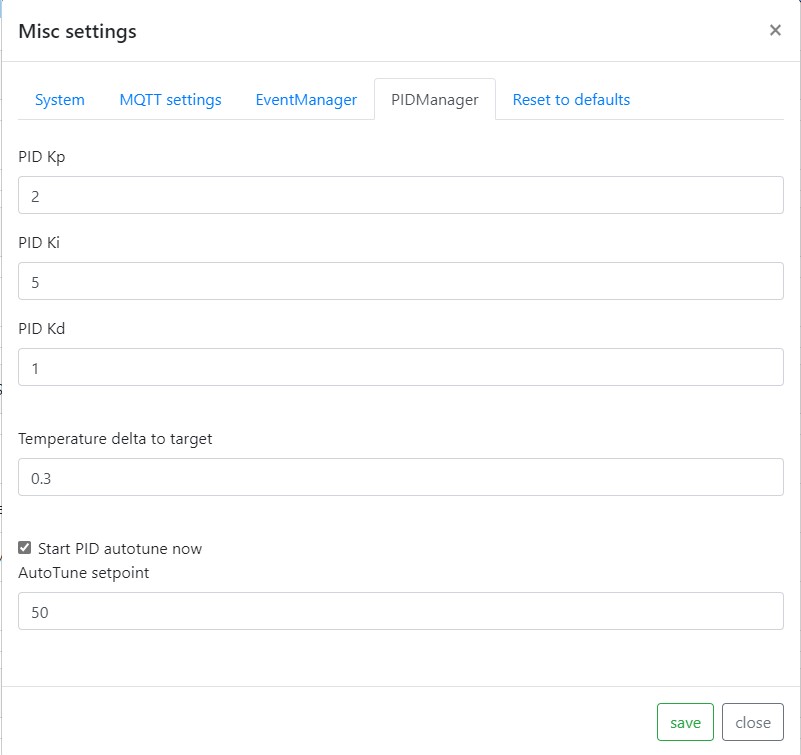 Misc settings ×
System MQTT settings EventManager PIDManager Reset to defaults
PID Kp
2
PID Ki
5
PID Kd
1
Temperature delta to target
0.3
Start PID autotune now
AutoTune setpoint
50
save close